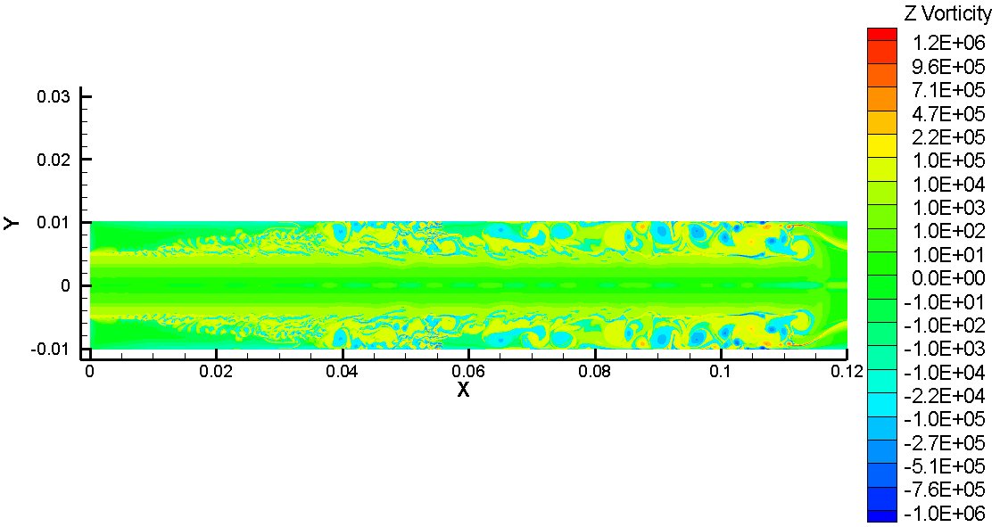 Z Vorticity
1.2E+06
9.6E+05
7.1E+05
4.7E+05
2.2E+05
1.0E+05
1.0E+04
1.0E+03
1.0E+02
1.0E+01
0.0E+00
-1.0E+01
-1.0E+02
-1.0E+03
-1.0E+04
-2.2E+04
-1.0E+05
-2.7E+05
-5.1E+05
-7.6E+05
-1.0E+06
0.03
0.02
0.01
0
-0.01
Y
0 0.02 0.04 0.06 0.08 0.1 0.12
X